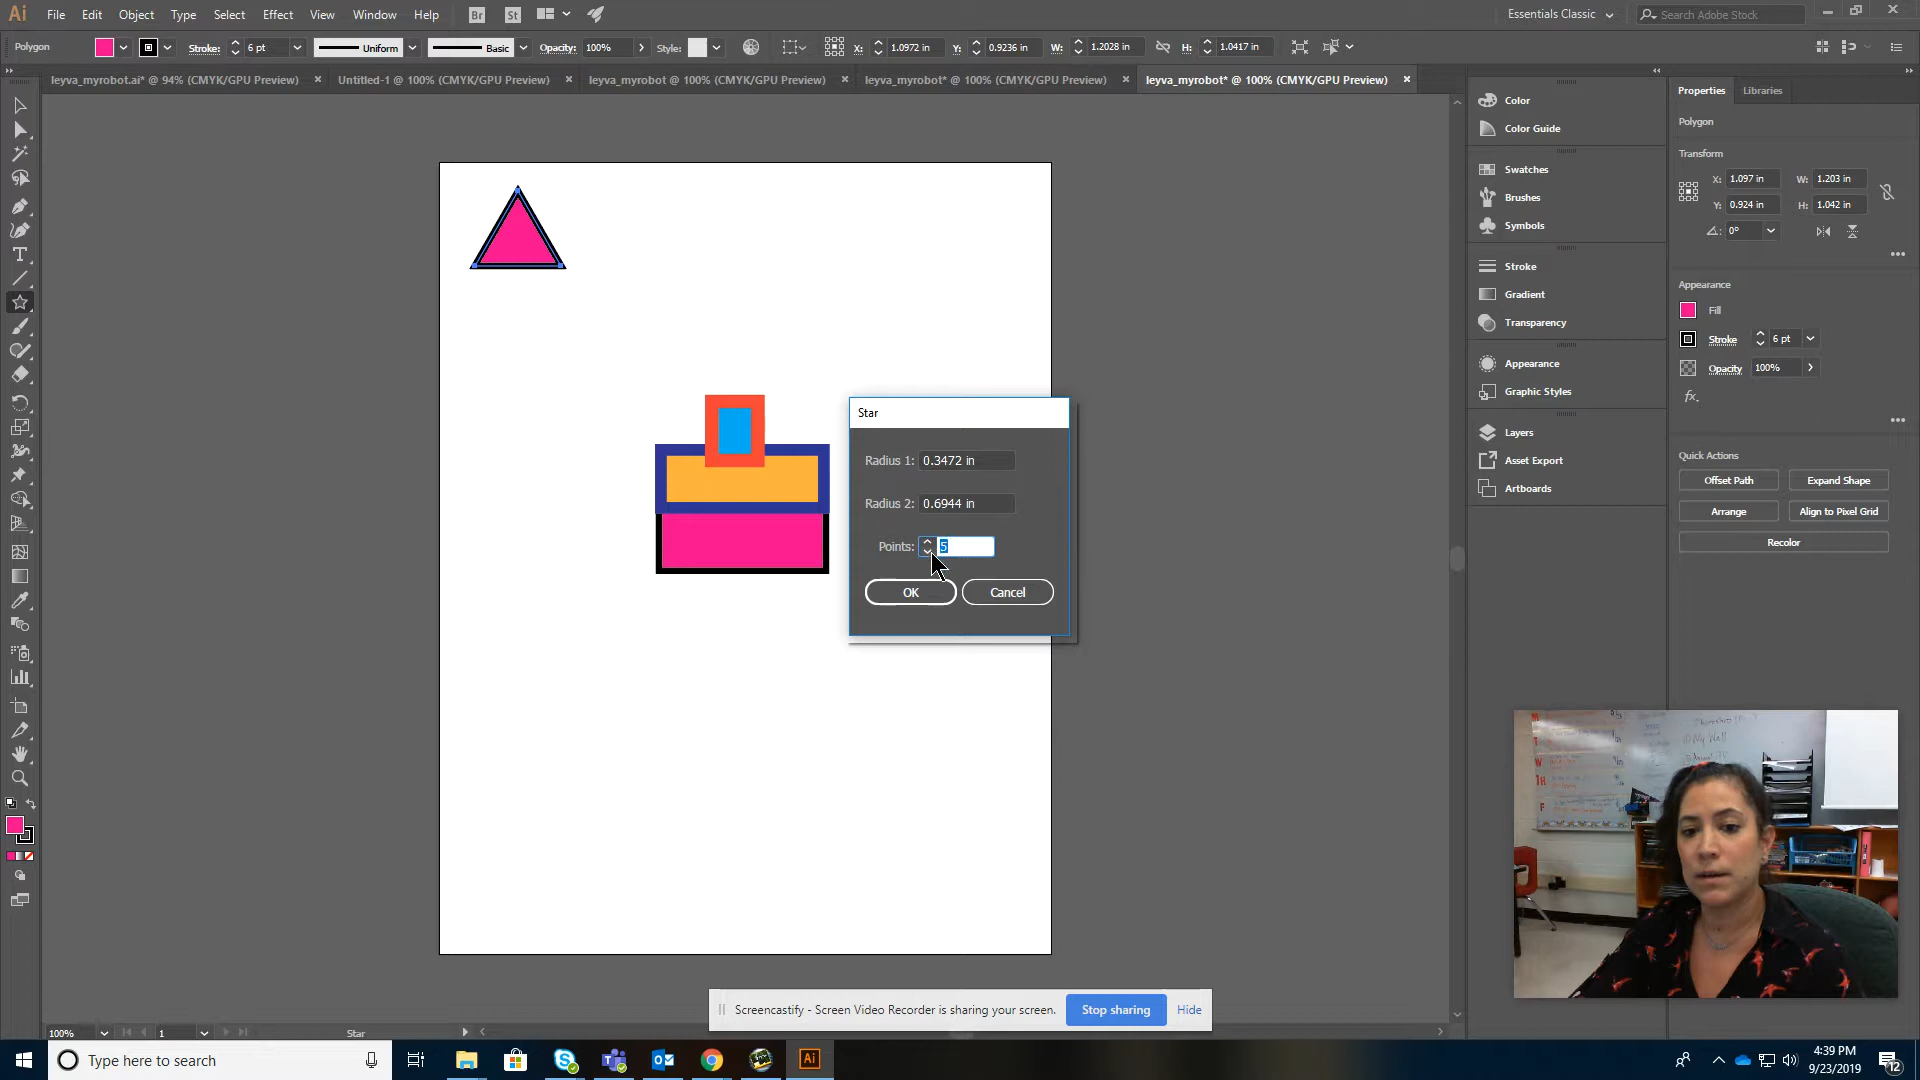 Ai File Edit Object Type Select Effect View Window Help Br St Essentials Classic Search Adobe Stock
Polygon Stroke: 6 pt Uniform Basic Opacity: 100% Style: X: 1.0972 in Y: 0.9236 in W: 1.2028 in H: 1.0417 in
leyva_myrobot.ai* @ 94% (CMYK/GPU Preview) Untitled-1 @ 100% (CMYK/GPU Preview) leyva_myrobot @ 100% (CMYK/GPU Preview) leyva_myrobot* @ 100% (CMYK/GPU Preview) leyva_myrobot* @ 100% (CMYK/GPU Preview)
Color
Color Guide
Swatches
Brushes
Symbols
Stroke
Gradient
Transparency
Appearance
Graphic Styles
Layers
Asset Export
Artboards
Properties Libraries
Polygon
Transform
X: 1.097 in W: 1.203 in
Y: 0.924 in H: 1.042 in
0°
Appearance
Fill
Stroke 6 pt
Opacity 100%
fx.
Quick Actions
Offset Path Expand Shape
Arrange Align to Pixel Grid
Recolor
Star
Radius 1: 0.3472 in
Radius 2: 0.6944 in
Points: 5
OK Cancel
My Wall
W
TH
F
Screencastify - Screen Video Recorder is sharing your screen. Stop sharing Hide
100% 1 Star
Type here to search
Ai
4:39 PM
9/23/2019
12